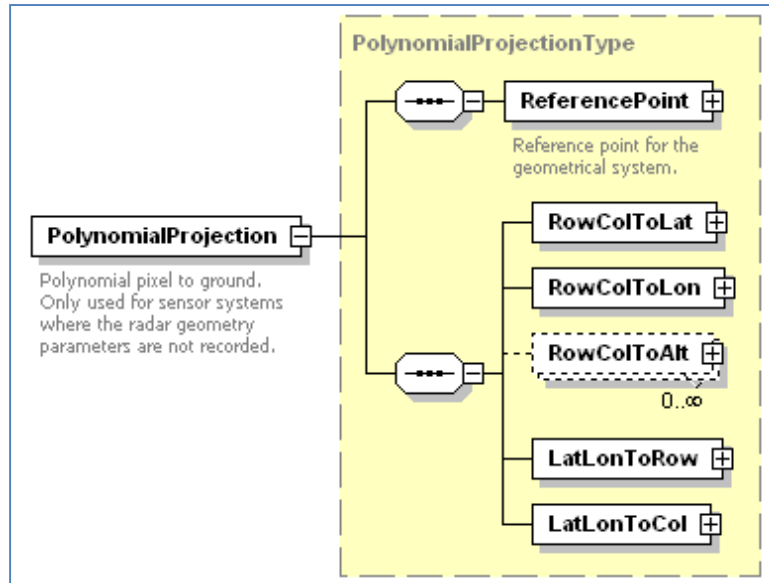 PolynomialProjectionType
ReferencePoint
Reference point for the
geometrical system.
PolynomialProjection
Polynomial pixel to ground.
Only used for sensor systems
where the radar geometry
parameters are not recorded.
RowColToLat
RowColToLon
RowColToAlt
0..∞
LatLonToRow
LatLonToCol